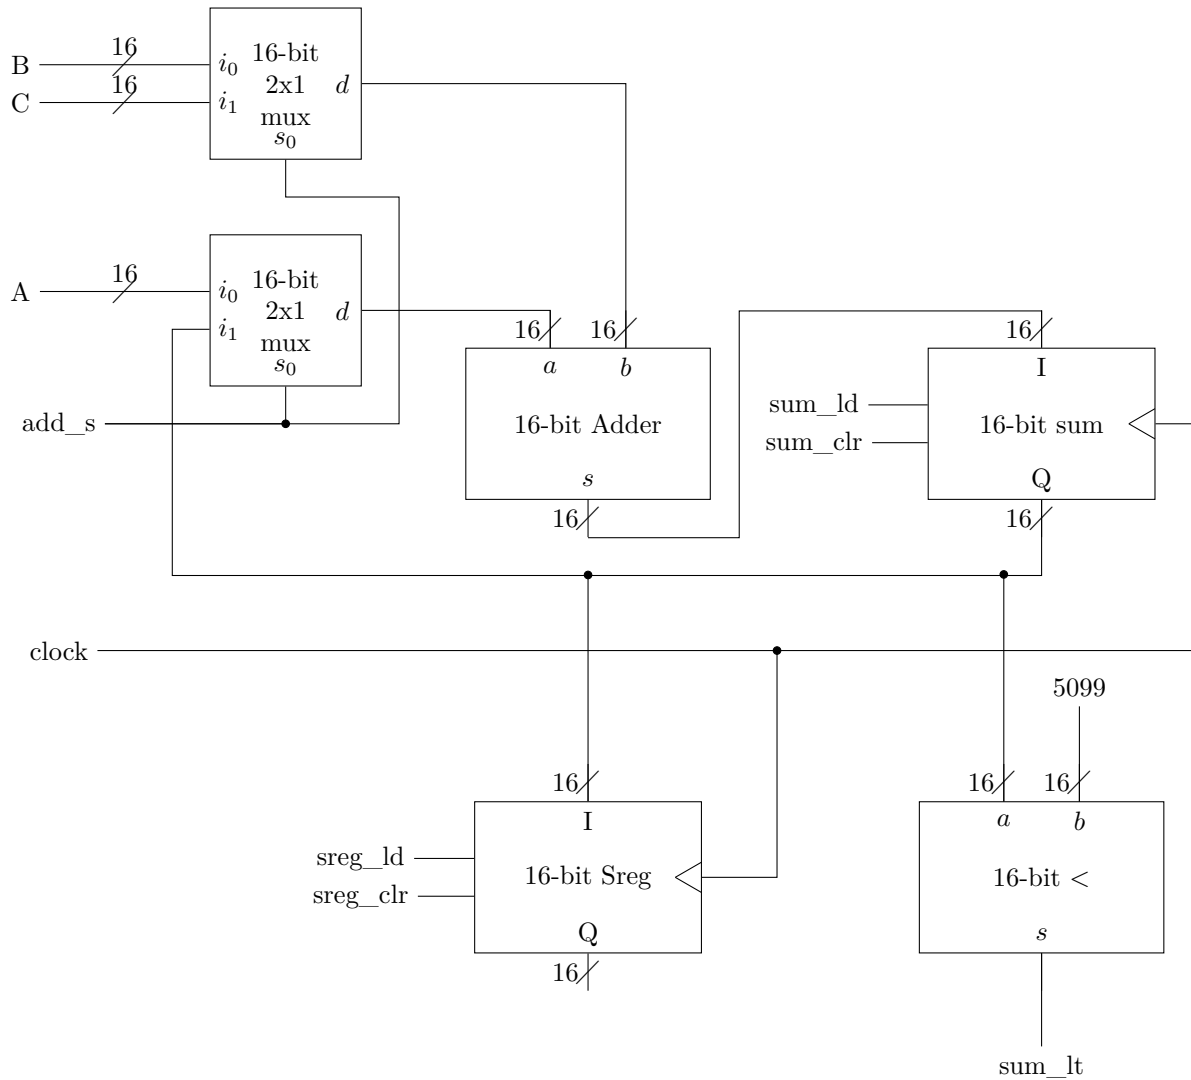 B
16
C
16
i0
i1
16-bit
2x1
mux
s0
d
A
16
i0
i1
16-bit
2x1
mux
s0
d
add_s
16
16
a
b
16-bit Adder
s
16
16
I
sum_ld
sum_clr
16-bit sum
Q
16
clock
5099
16
I
sreg_ld
sreg_clr
16-bit Sreg
Q
16
16
16
a
b
16-bit <
s
sum_lt